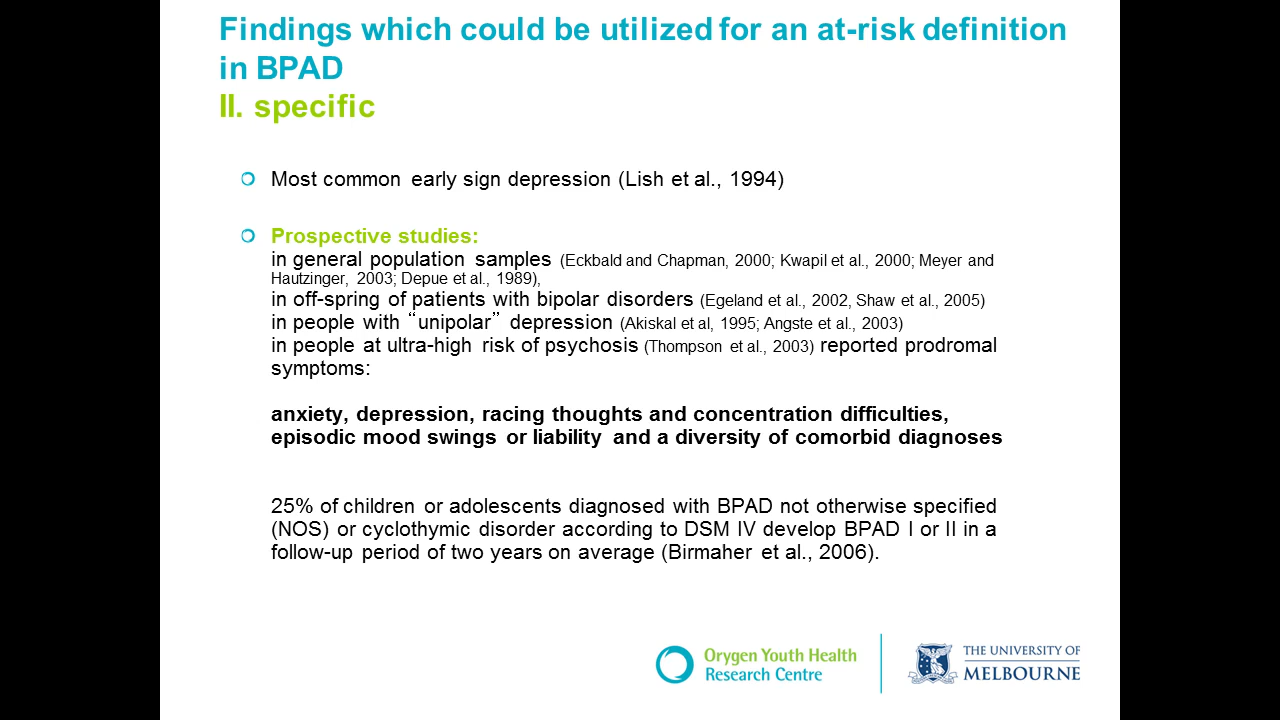 Findings which could be utilized for an at-risk definition
in BPAD
II. specific
Most common early sign depression (Lish et al., 1994)
Prospective studies:
in general population samples (Eckbald and Chapman, 2000; Kwapil et al., 2000; Meyer and
Hautzinger, 2003; Depue et al., 1989),
in off-spring of patients with bipolar disorders (Egeland et al., 2002, Shaw et al., 2005)
in people with “unipolar” depression (Akiskal et al, 1995; Angste et al., 2003)
in people at ultra-high risk of psychosis (Thompson et al., 2003) reported prodromal
symptoms:
anxiety, depression, racing thoughts and concentration difficulties,
episodic mood swings or liability and a diversity of comorbid diagnoses
25% of children or adolescents diagnosed with BPAD not otherwise specified
(NOS) or cyclothymic disorder according to DSM IV develop BPAD I or II in a
follow-up period of two years on average (Birmaher et al., 2006).
Orygen Youth Health
Research Centre
THE UNIVERSITY OF
MELBOURNE